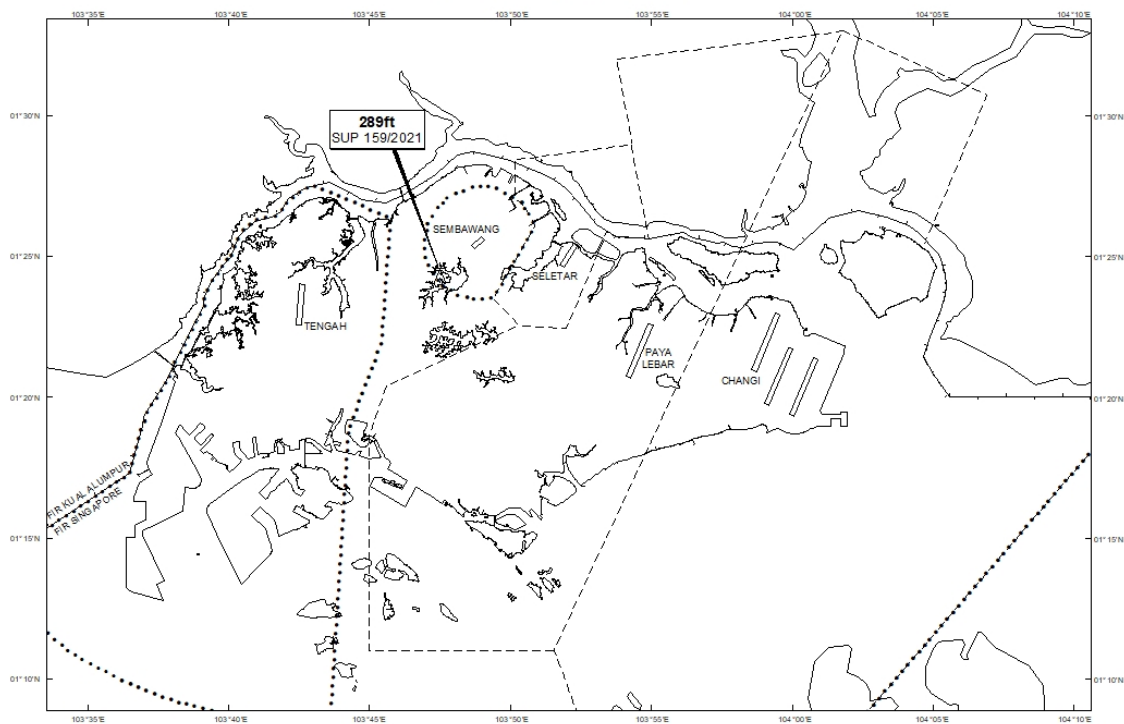 103°35'E 103°40'E 103°45'E 103°50'E 103°55'E 104°00'E 104°05'E 104°10'E
01°30'N 01°30'N
289ft
SUP 159/2021
SEMBAWANG
01°25'N 01°25'N
SELETAR
TENGAH
PAYA
LEBAR
CHANGI
01°20'N 01°20'N
FIR KUALALUMPUR
FIR SINGAPORE
01°15'N 01°15'N
01°10'N 01°10'N
103°35'E 103°40'E 103°45'E 103°50'E 103°55'E 104°00'E 104°05'E 104°10'E